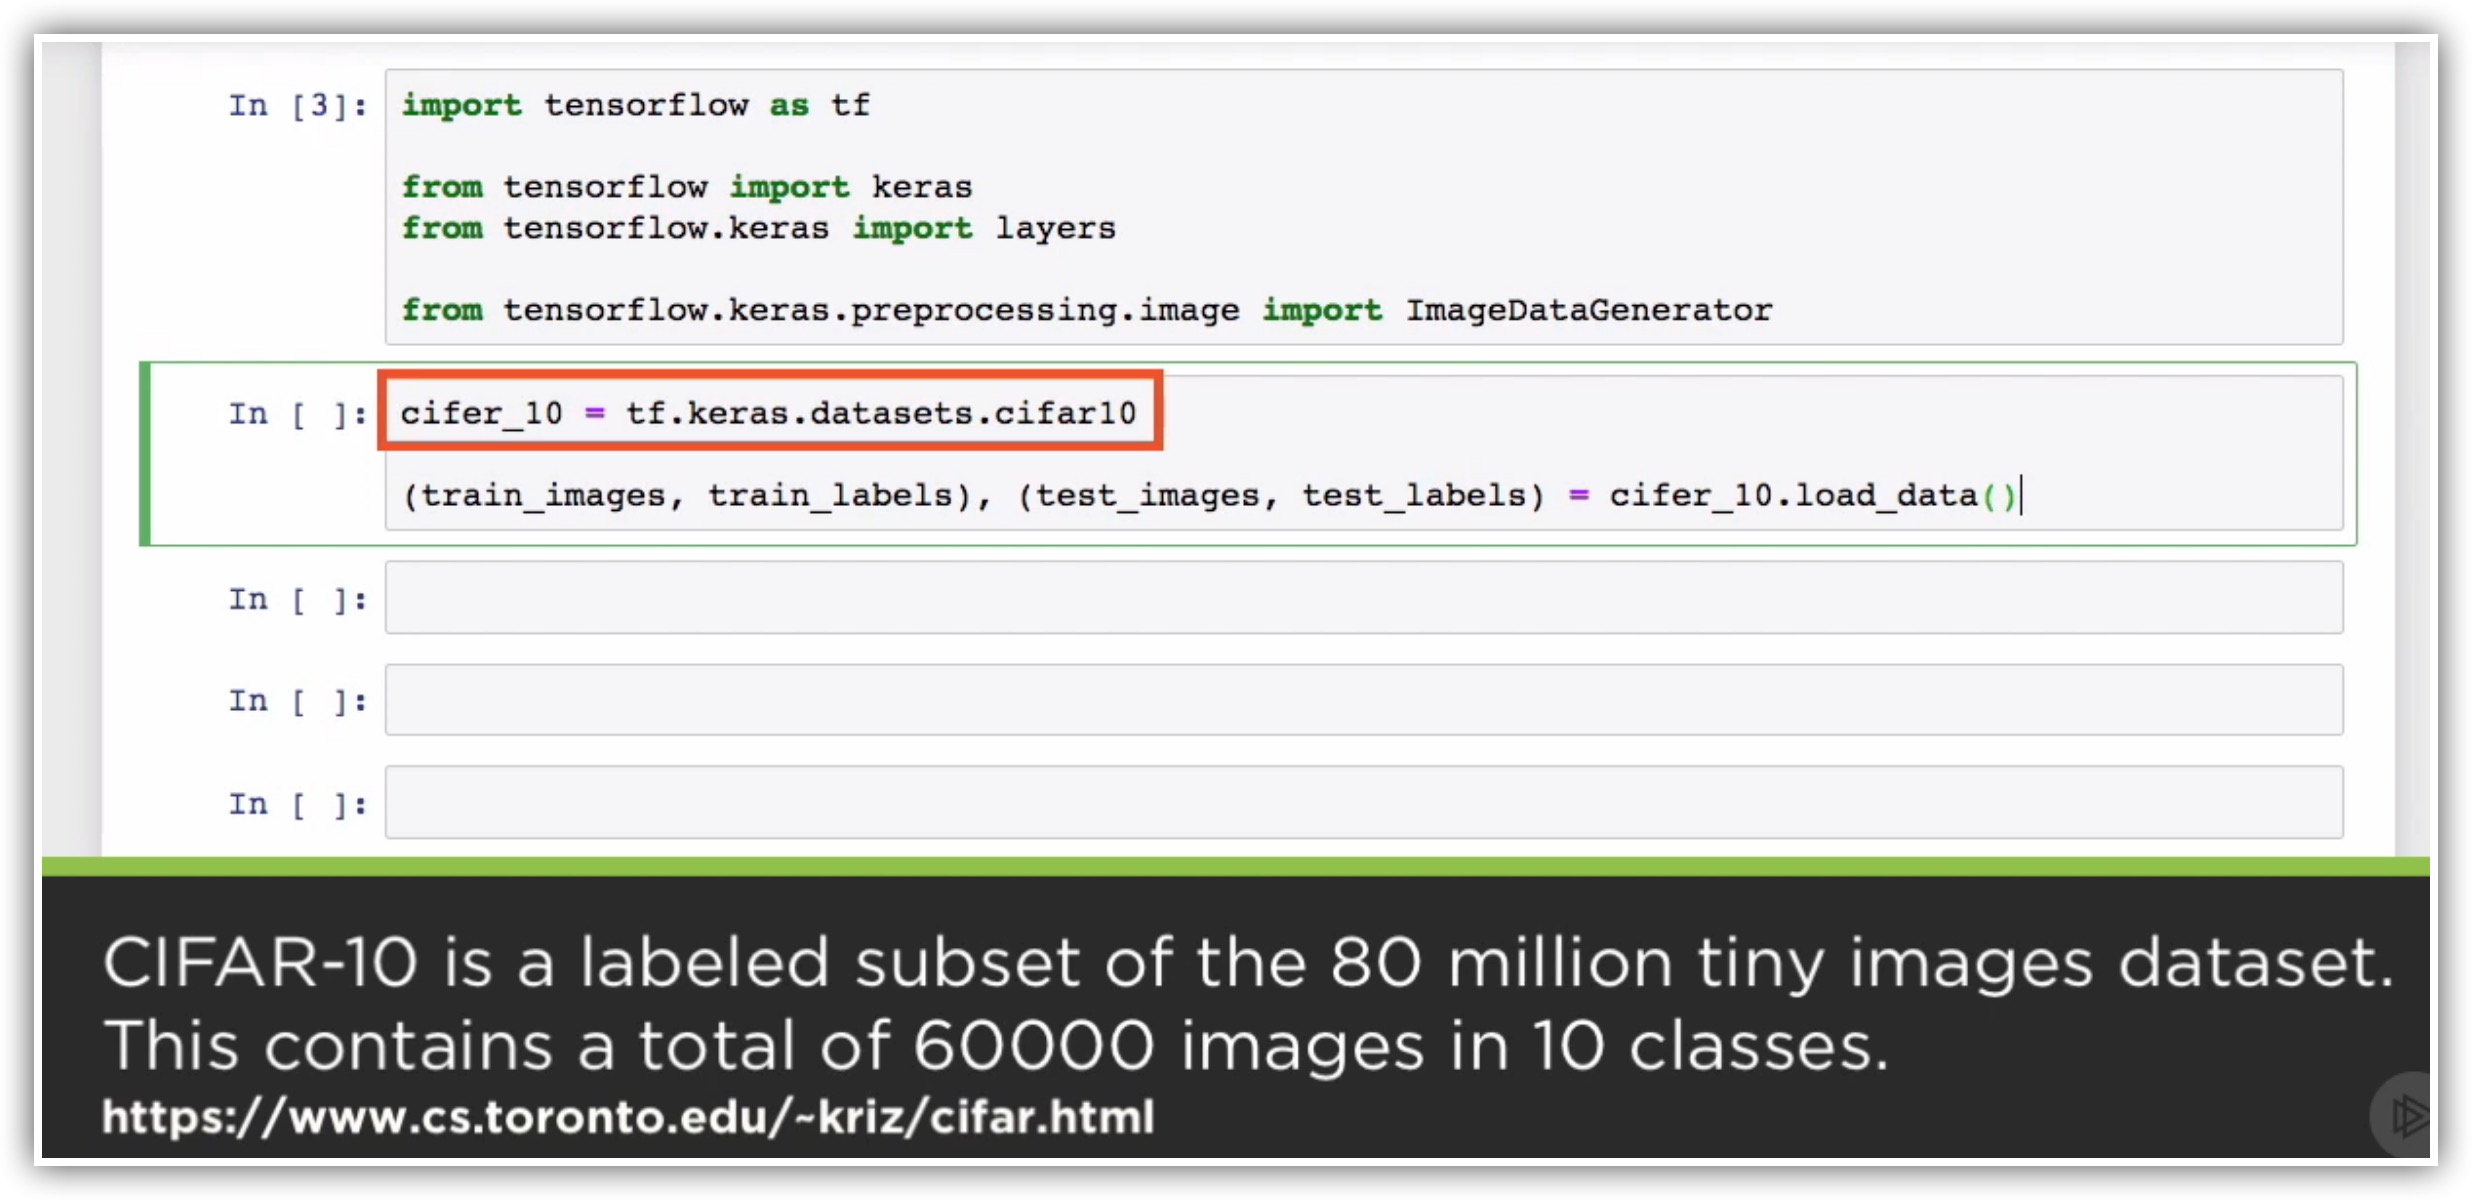 In [3]: import tensorflow as tf
from tensorflow import keras
from tensorflow.keras import layers
from tensorflow.keras.preprocessing.image import ImageDataGenerator
In [ ]: cifer_10 = tf.keras.datasets.cifar10
(train_images, train_labels), (test_images, test_labels) = cifer_10.load_data()
In [ ]:
In [ ]:
In [ ]:
CIFAR-10 is a labeled subset of the 80 million tiny images dataset.
This contains a total of 60000 images in 10 classes.
https://www.cs.toronto.edu/~kriz/cifar.html